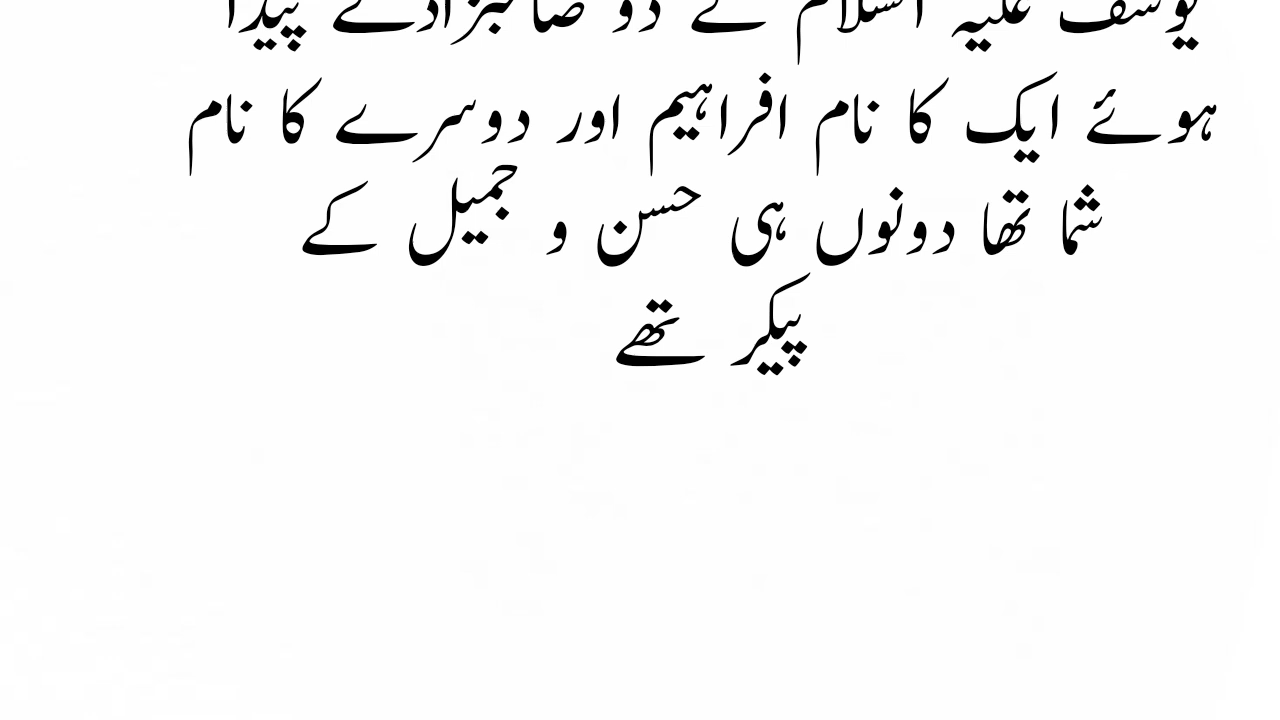 یوسف علیہ السلام کے دو صاحبزادے پیدا
ہوئے ایک کا نام افراہیم اور دوسرے کا نام
شما تھا دونوں ہی حسن و جمیل کے
پیکر تھے